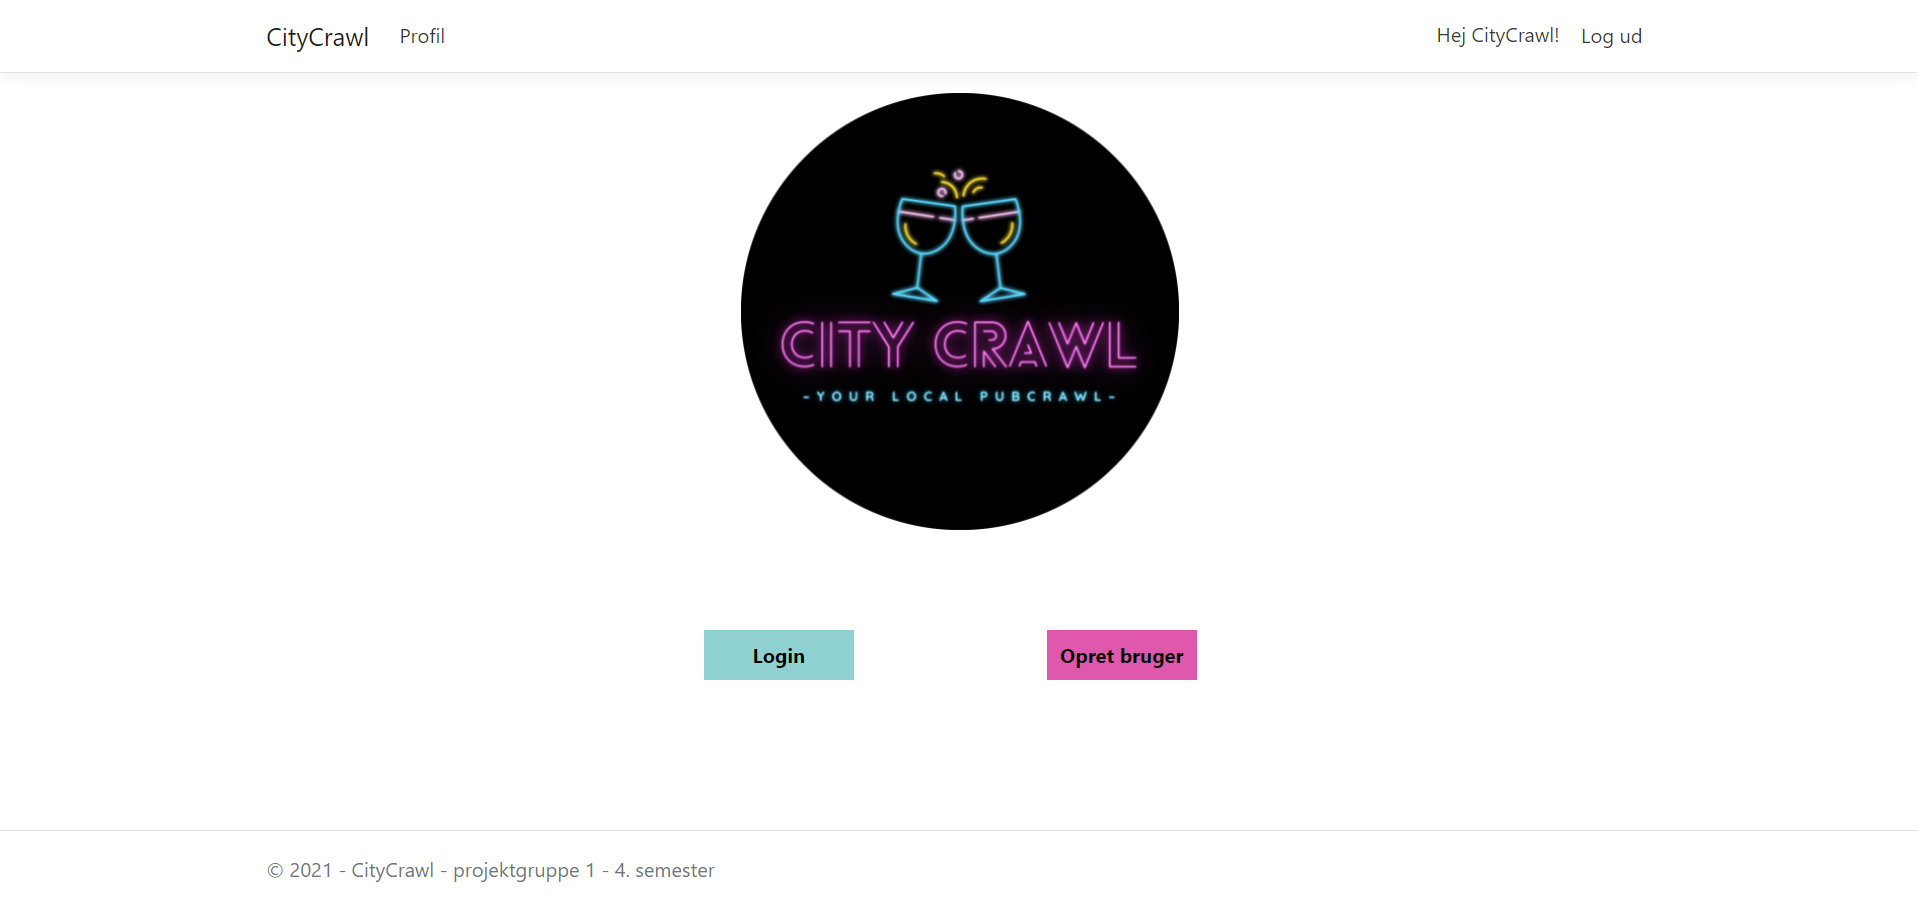 CityCrawl Profil Hej CityCrawl! Log ud
CITY CRAWL
-YOUR LOCAL PUBCRAWL-
Login Opret bruger
© 2021 - CityCrawl - projektgruppe 1 - 4. semester